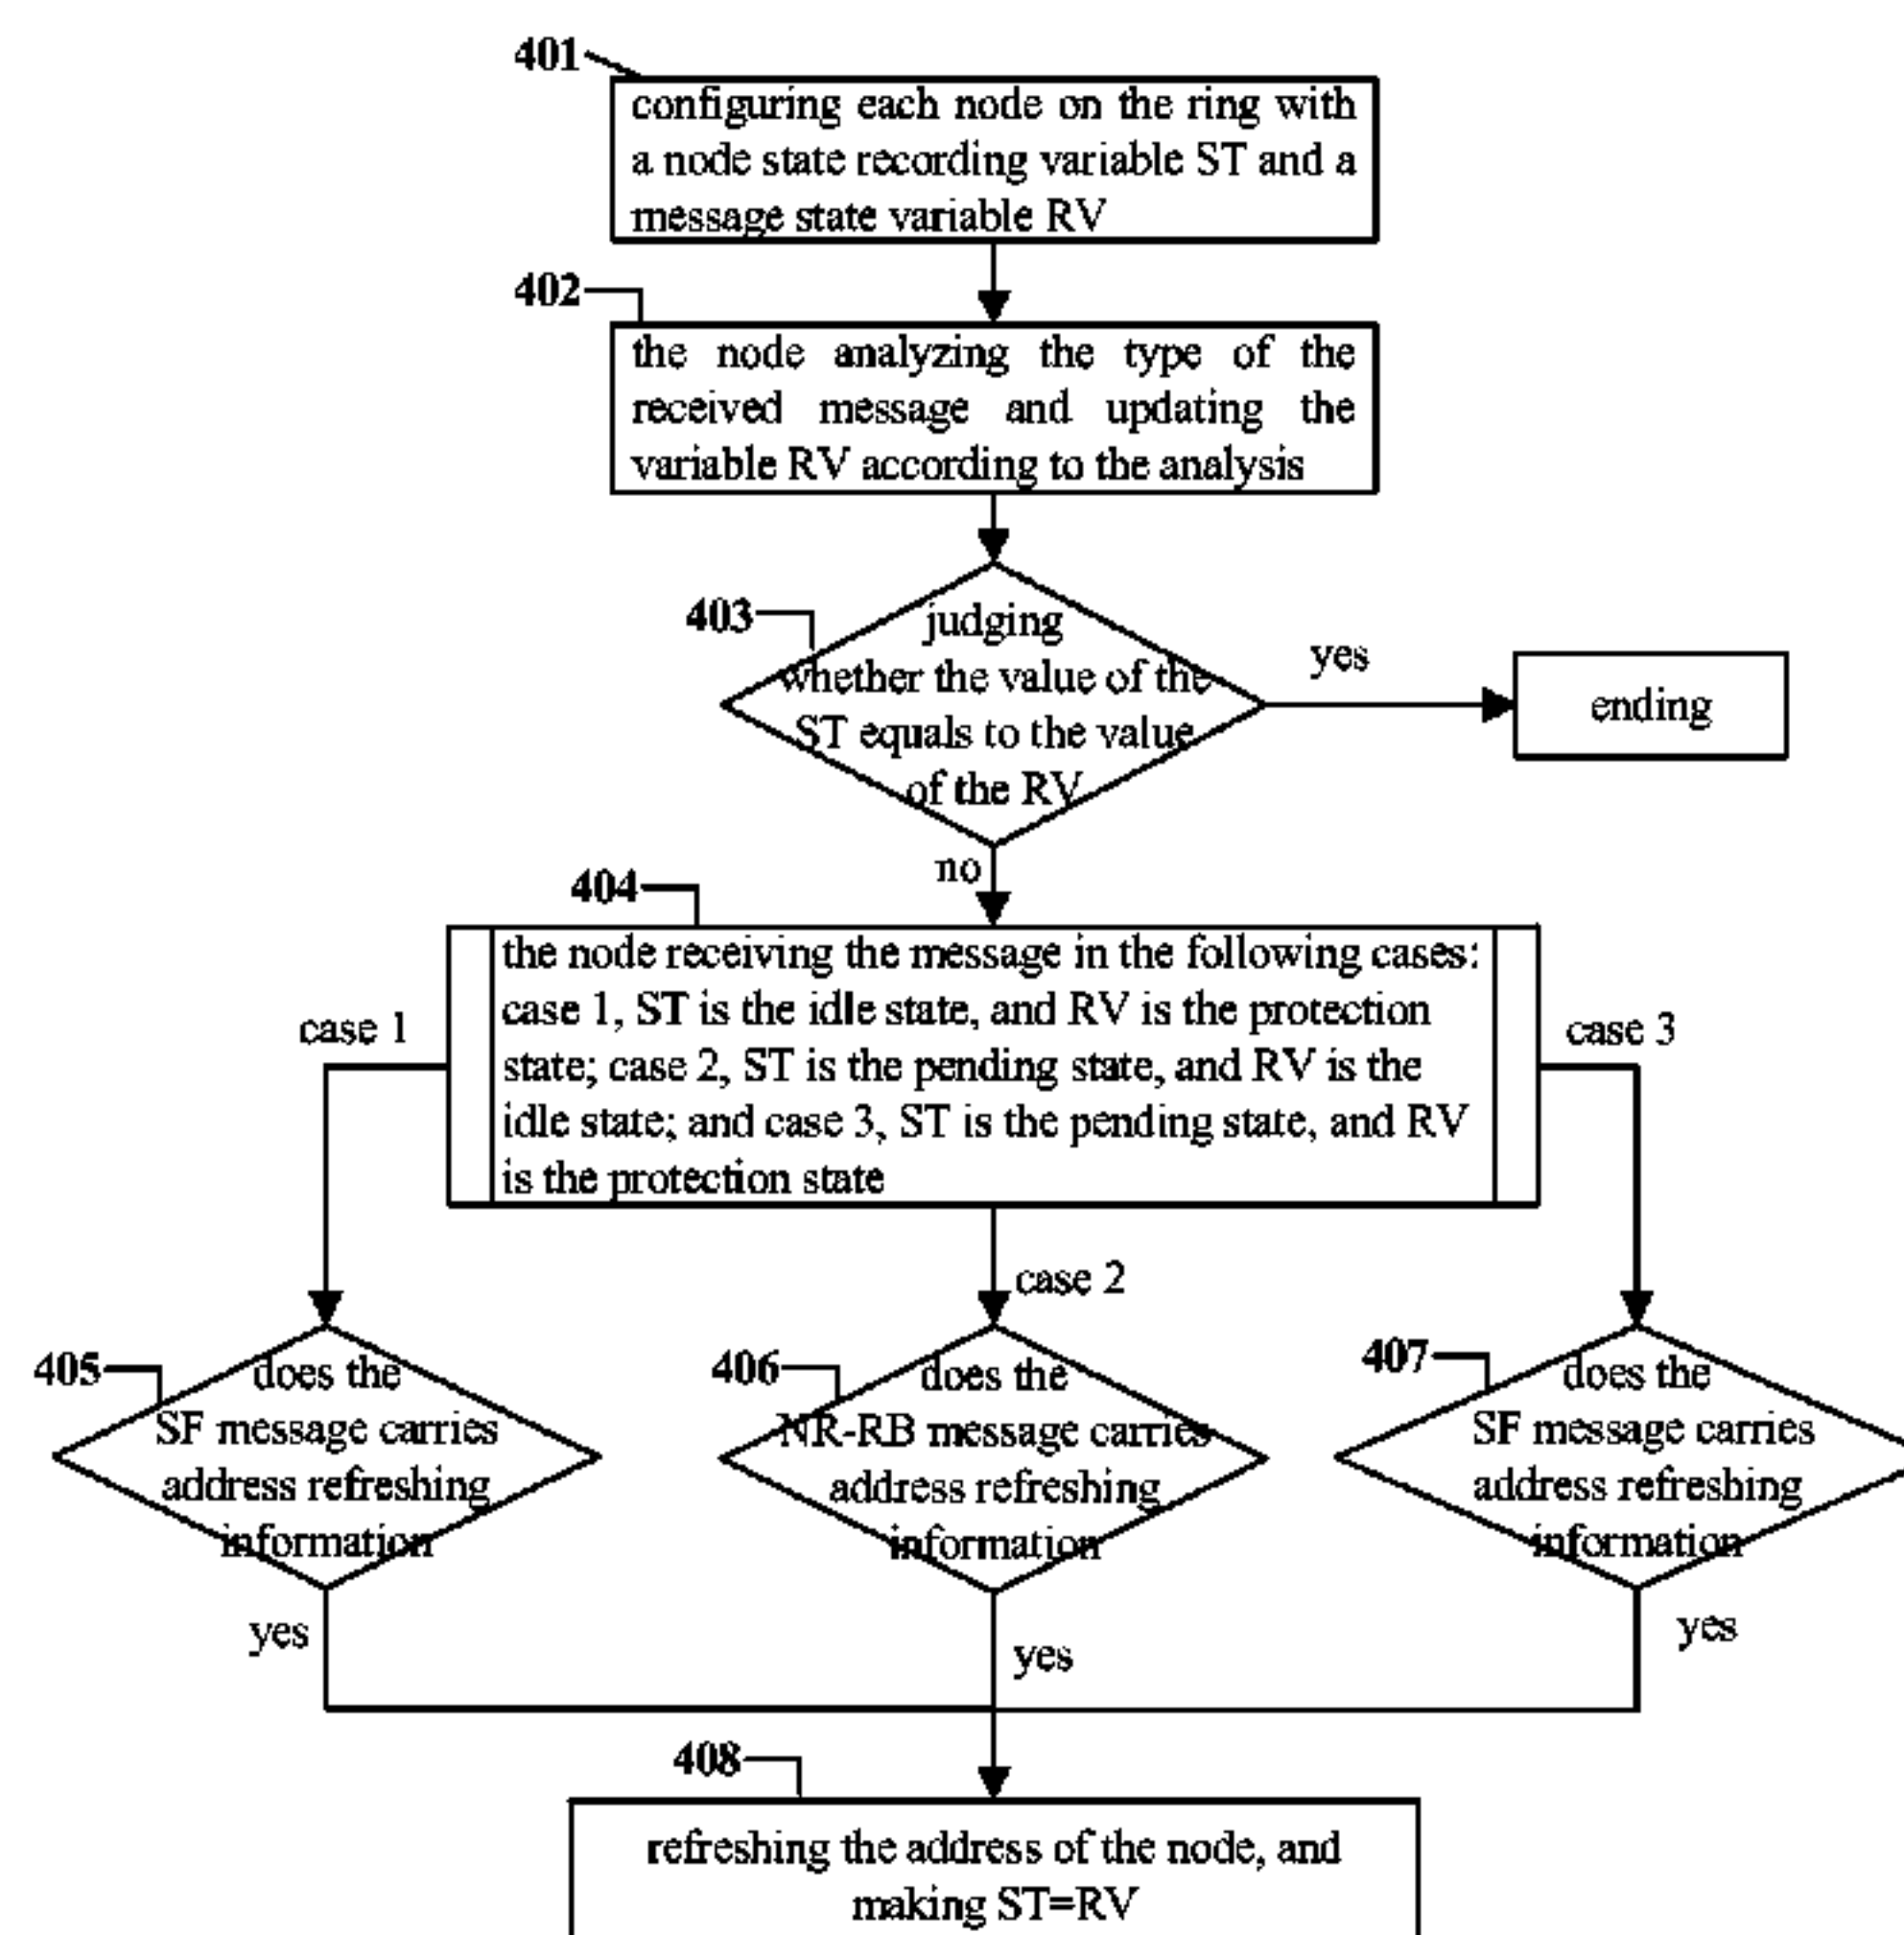 401
configuring each node on the ring with
a node state recording variable ST and a
message state variable RV
402
the node analyzing the type of the
received message and updating the
variable RV according to the analysis
403
judging
whether the value of the
ST equals to the value
of the RV
yes
ending
no
404
the node receiving the message in the following cases:
case 1, ST is the idle state, and RV is the protection
state; case 2, ST is the pending state, and RV is the
idle state; and case 3, ST is the pending state, and RV
is the protection state
case 1
case 3
case 2
405
does the
SF message carries
address refreshing
information
406
does the
NR-RB message carries
address refreshing
information
407
does the
SF message carries
address refreshing
information
yes
yes
yes
408
refreshing the address of the node, and
making ST=RV